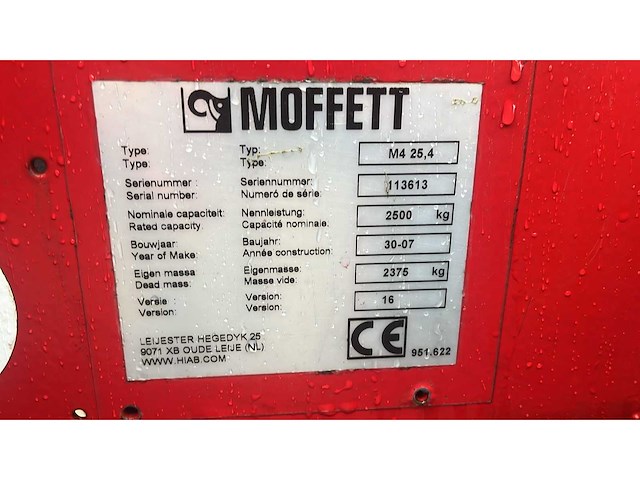 MOFFETT
Type: Typ: M4 25,4
Type: Type:
Serienummer : Seriennummer: 113613
Serial number: Numeró de série:
Nominale capaciteit: Nennleistung: 2500 kg
Rated capacity: Capacité nominale:
Bouwjaar: Baujahr: 30-07
Year of Make: Année construction:
Eigen massa Eigenmasse: 2375 kg
Dead mass: Masse vide:
Versie : Version: 16
Version: Version:
LEIJESTER HEGEDYK 25
9071 XB OUDE LEIJE (NL)
WWW.HIAB.COM
CE
951.622